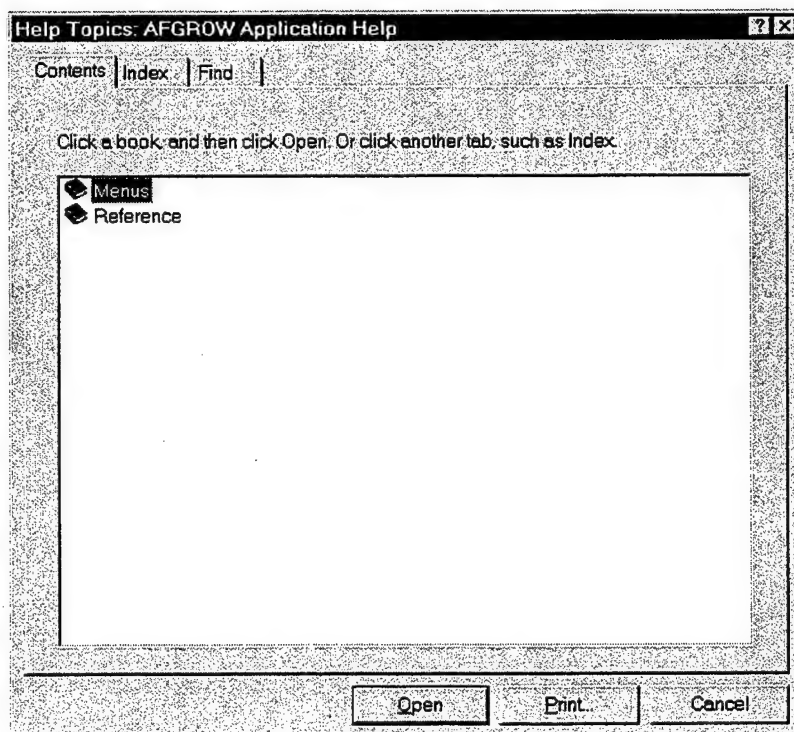 Help Topics: AFGROW Application Help
Contents Index Find
Click a book, and then click Open. Or click another tab, such as Index.
Menus
Reference
Open Print... Cancel